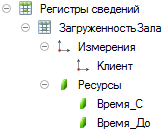 Регистры сведений
ЗагруженностьЗала
Измерения
Клиент
Ресурсы
Время_С
Время_До